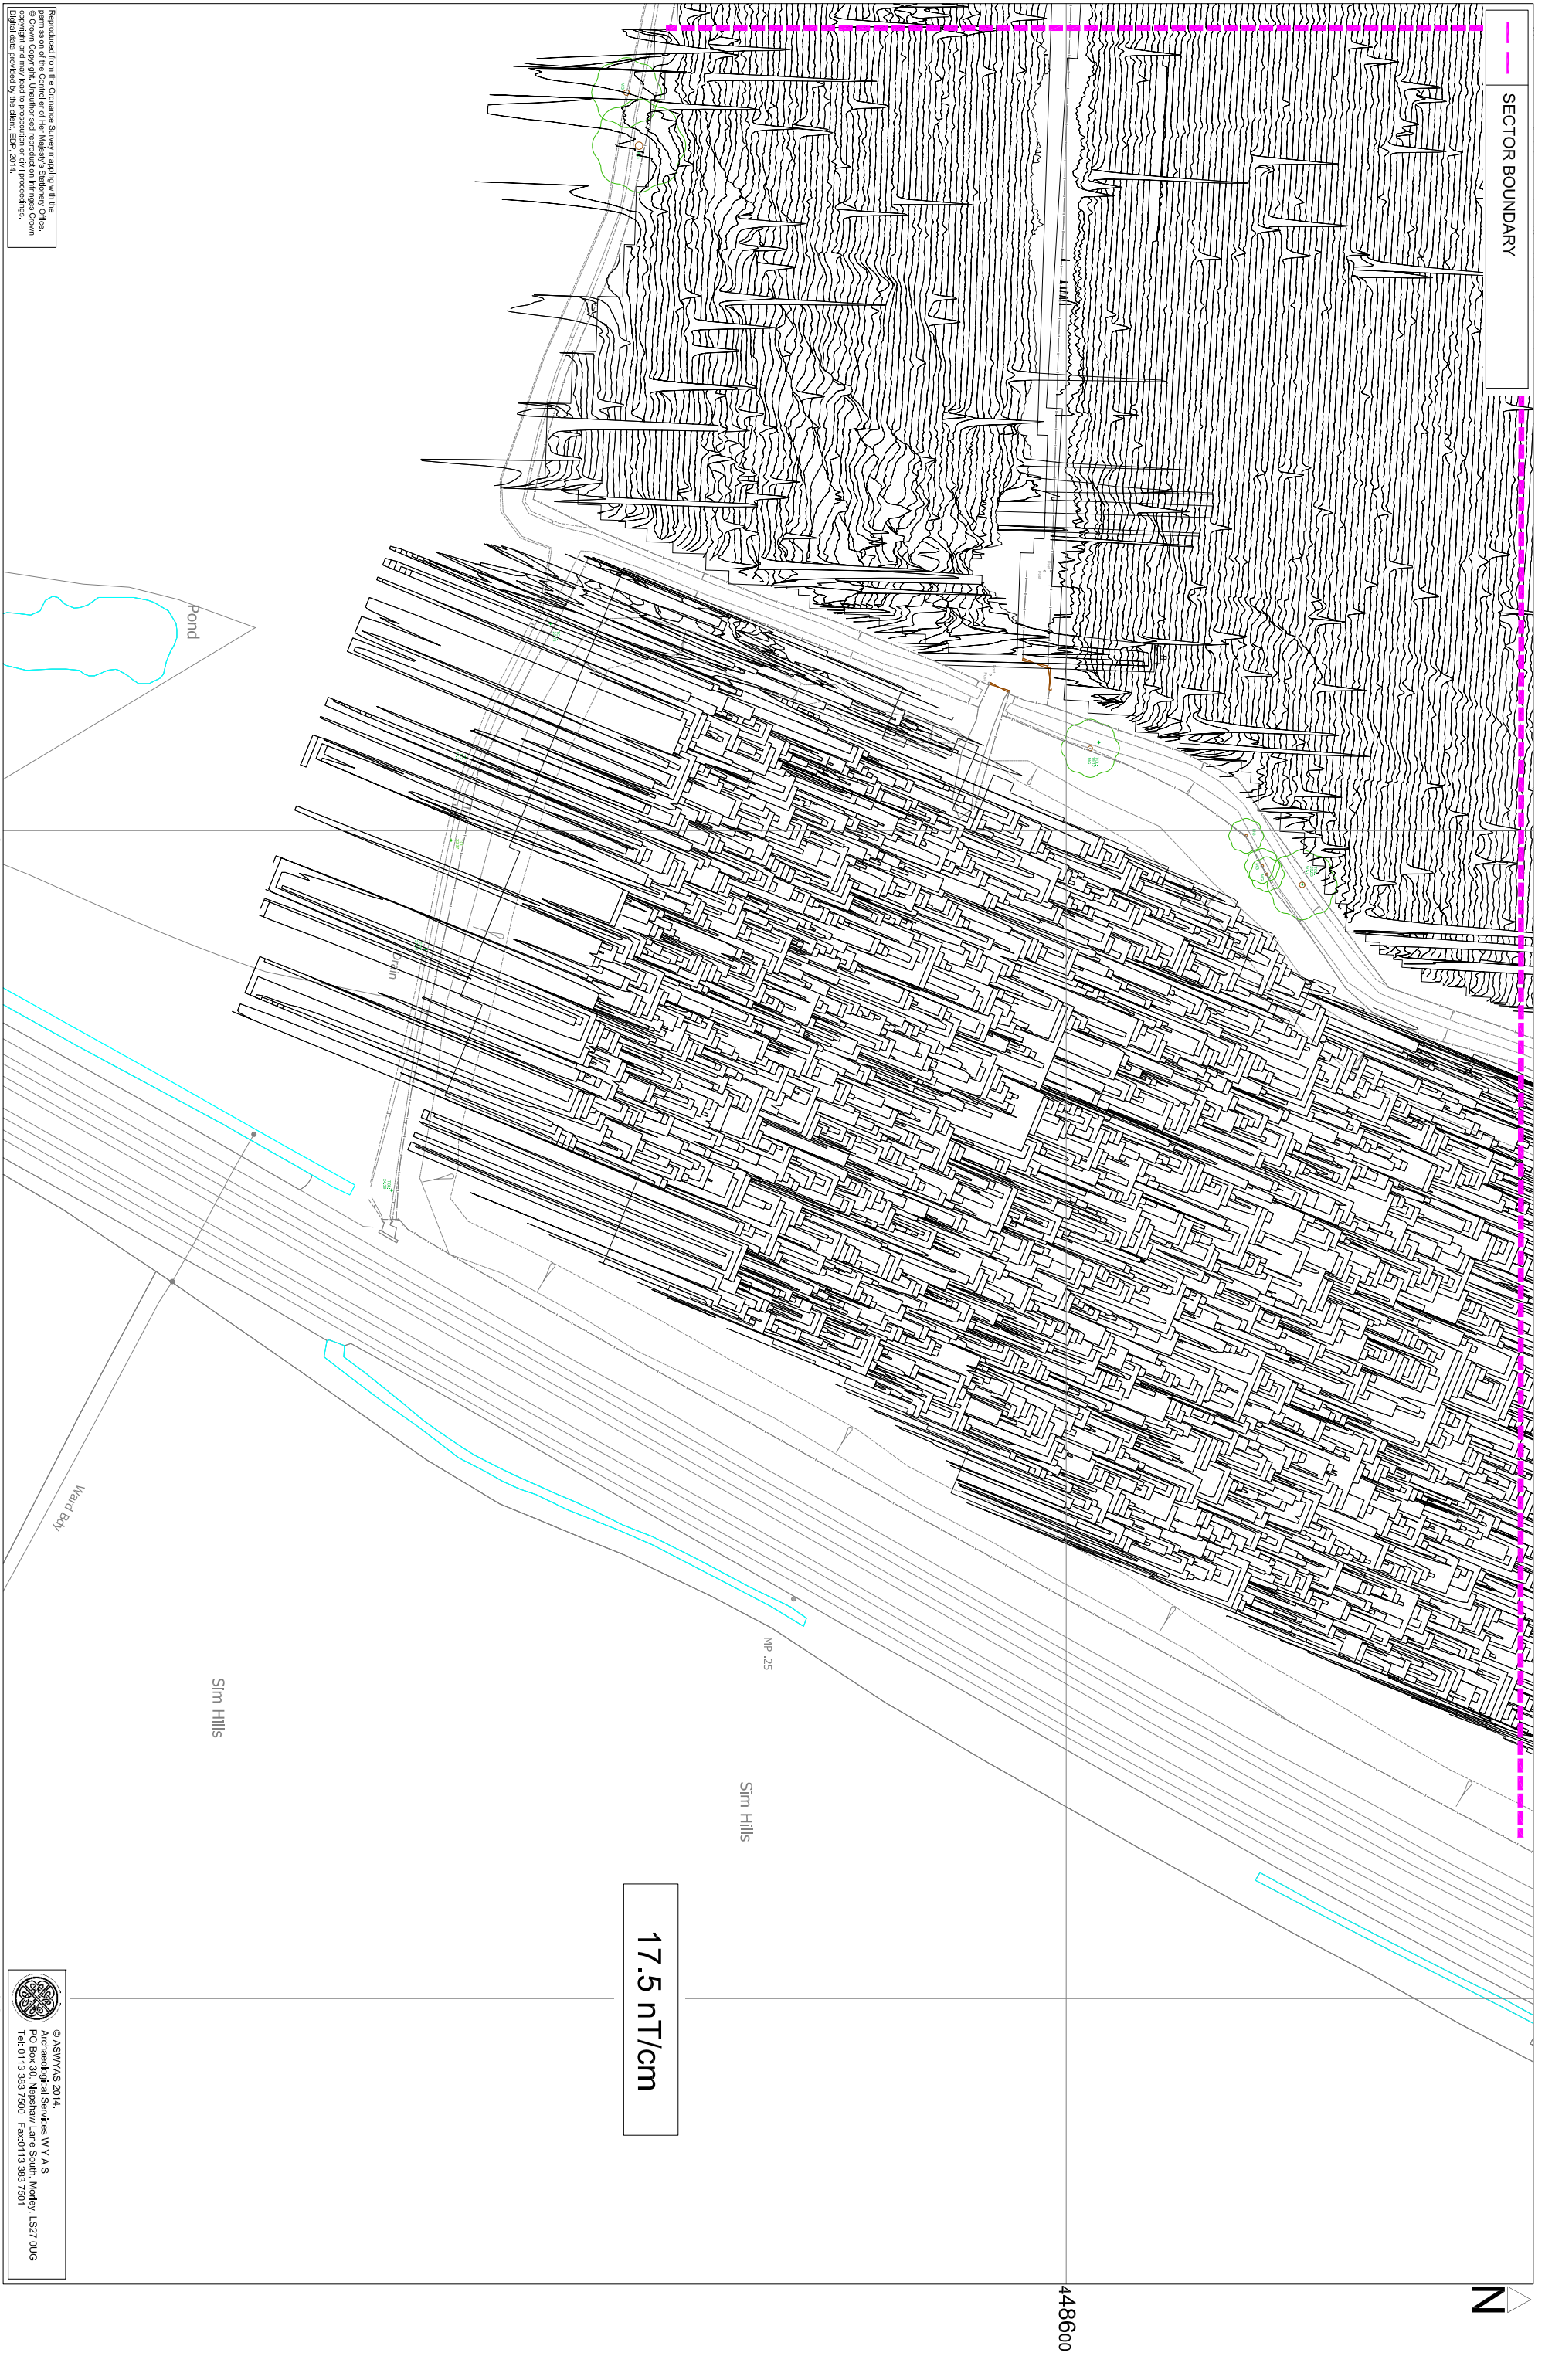 SECTOR BOUNDARY
N
448600
Pond
Drain
17.5 nT/cm
MP .25
Sim Hills
Sim Hills
Ward Bdy
Reproduced from the Ordnance Survey mapping with the
permission of the Controller of Her Majesty's Stationery Office.
© Crown Copyright. Unauthorised reproduction infringes Crown
copyright and may lead to prosecution or civil proceedings.
Digital data provided by the client, EDP, 2014.
© ASWYAS 2014.
Archaeological Services W Y A S
PO Box 30, Nepshaw Lane South, Morley, LS27 0UG
Tel: 0113 383 7500 Fax:0113 383 7501